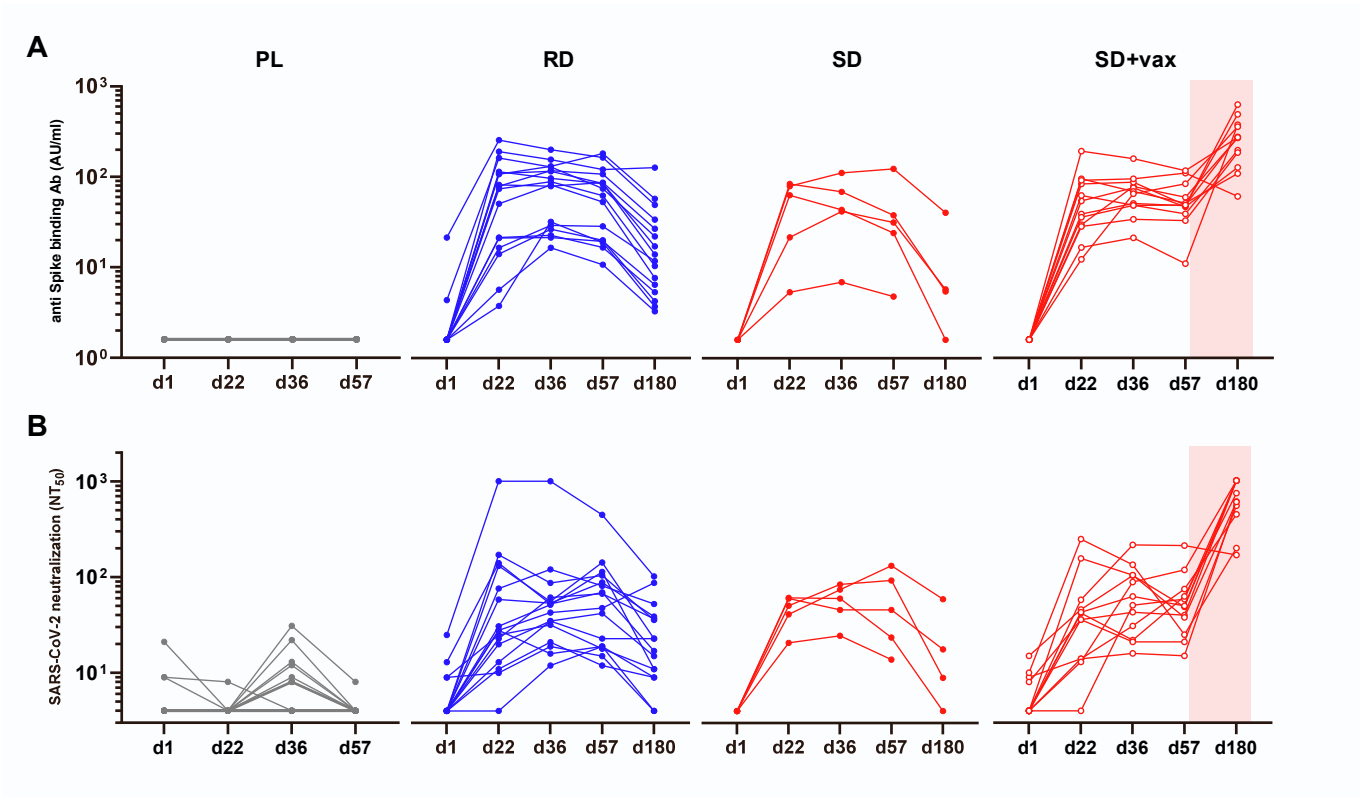 A
PL RD SD SD+vax
anti Spike binding Ab (AU/ml)
10³
10²
10¹
10⁰
d1 d22 d36 d57 d1 d22 d36 d57 d180 d1 d22 d36 d57 d180 d1 d22 d36 d57 d180
B
SARS-CoV-2 neutralization (NT₅₀)
10³
10²
10¹
d1 d22 d36 d57 d1 d22 d36 d57 d180 d1 d22 d36 d57 d180 d1 d22 d36 d57 d180